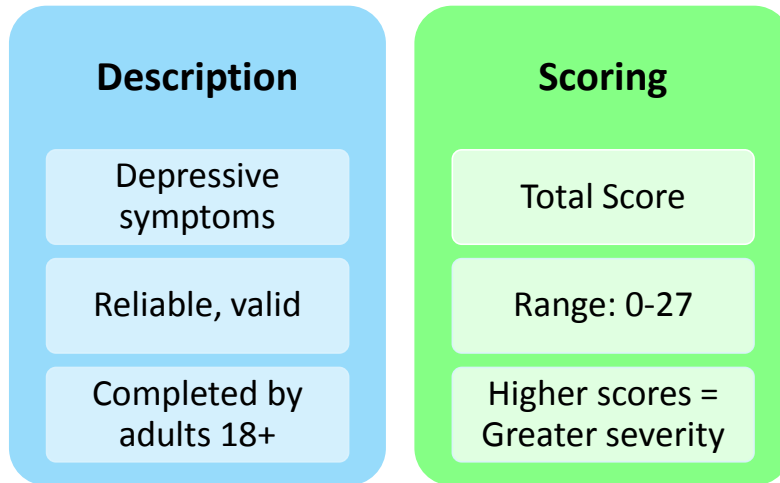 Description
Depressive
symptoms
Reliable, valid
Completed by
adults 18+
Scoring
Total Score
Range: 0-27
Higher scores =
Greater severity